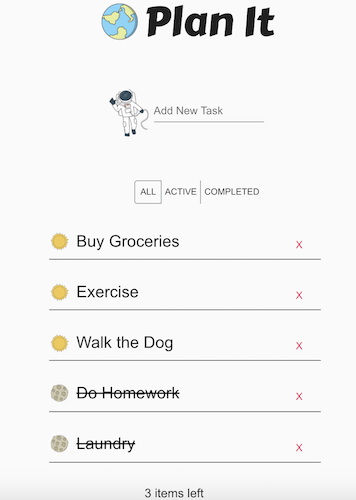 Plan It
Add New Task
ALL ACTIVE COMPLETED
Buy Groceries x
Exercise x
Walk the Dog x
Do Homework x
Laundry x
3 items left